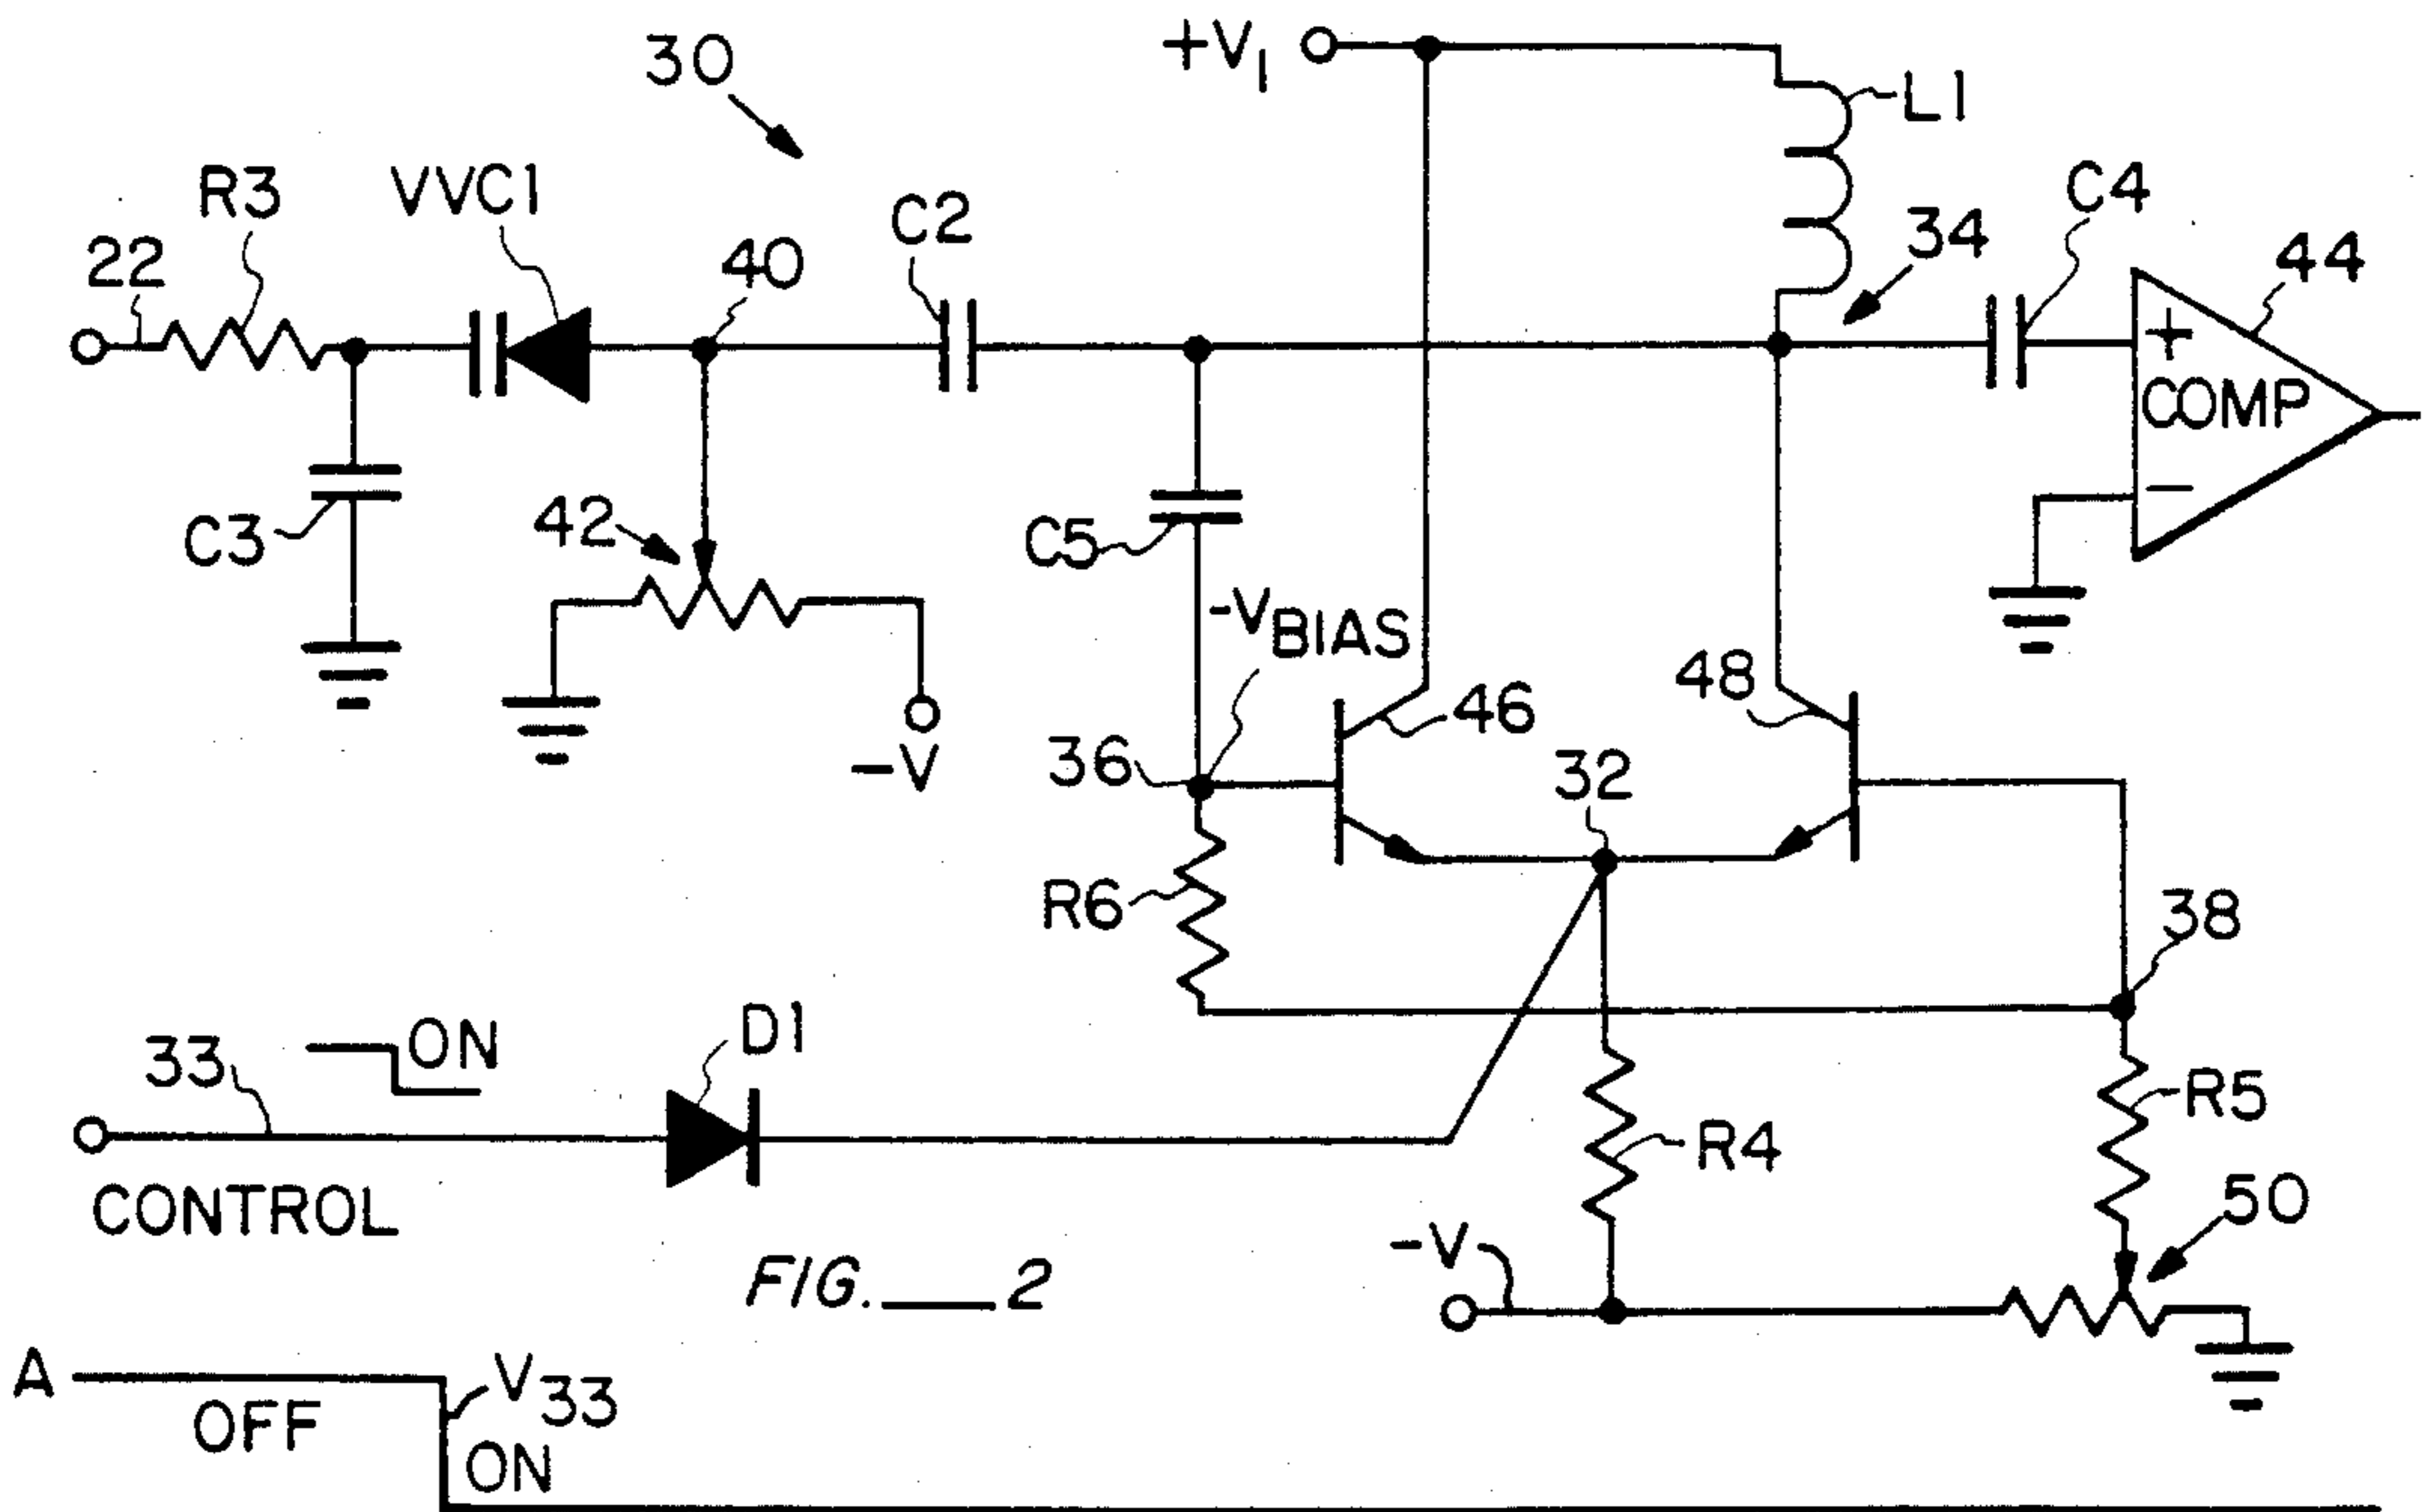 30
+V1
L1
R3
VVC1
C2
C4
22
40
34
44
+
COMP
−
C3
42
C5
-VBIAS
-V
36
46
48
32
R6
38
33
ON
D1
R4
R5
CONTROL
-V
50
FIG. 2
A
OFF
V33
ON